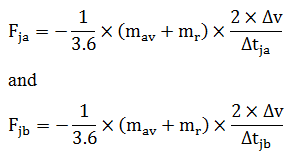 F_ja = −1/3.6 × (m_av + m_r) × (2 × Δv)/Δt_ja
and
F_jb = −1/3.6 × (m_av + m_r) × (2 × Δv)/Δt_jb